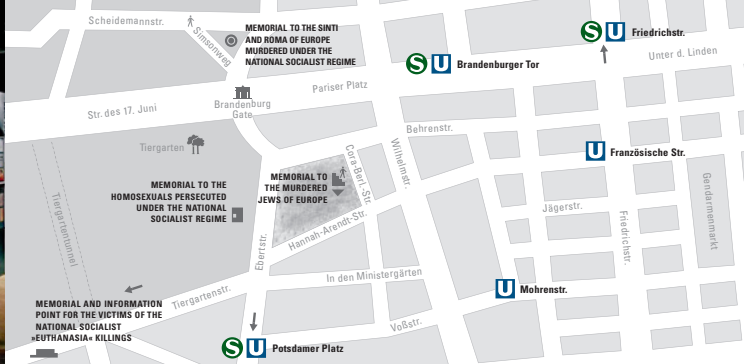 Scheidemannstr.
Simsonweg
MEMORIAL TO THE SINTI
AND ROMA OF EUROPE
MURDERED UNDER THE
NATIONAL SOCIALIST REGIME
S U Friedrichstr.
S U Brandenburger Tor
Unter d. Linden
Pariser Platz
Str. des 17. Juni
Brandenburg
Gate
Behrenstr.
Tiergarten
Cora-Berl.-Str.
Wilhelmstr.
U Französische Str.
MEMORIAL TO
THE MURDERED
JEWS OF EUROPE
MEMORIAL TO THE
HOMOSEXUALS PERSECUTED
UNDER THE NATIONAL
SOCIALIST REGIME
Gendarmenmarkt
Tiergartentunnel
Jägerstr.
Friedrichstr.
Hannah-Arendt-Str.
Ebertstr.
In den Ministergärten
U Mohrenstr.
Tiergartenstr.
MEMORIAL AND INFORMATION
POINT FOR THE VICTIMS OF THE
NATIONAL SOCIALIST
»EUTHANASIA« KILLINGS
Voßstr.
S U Potsdamer Platz